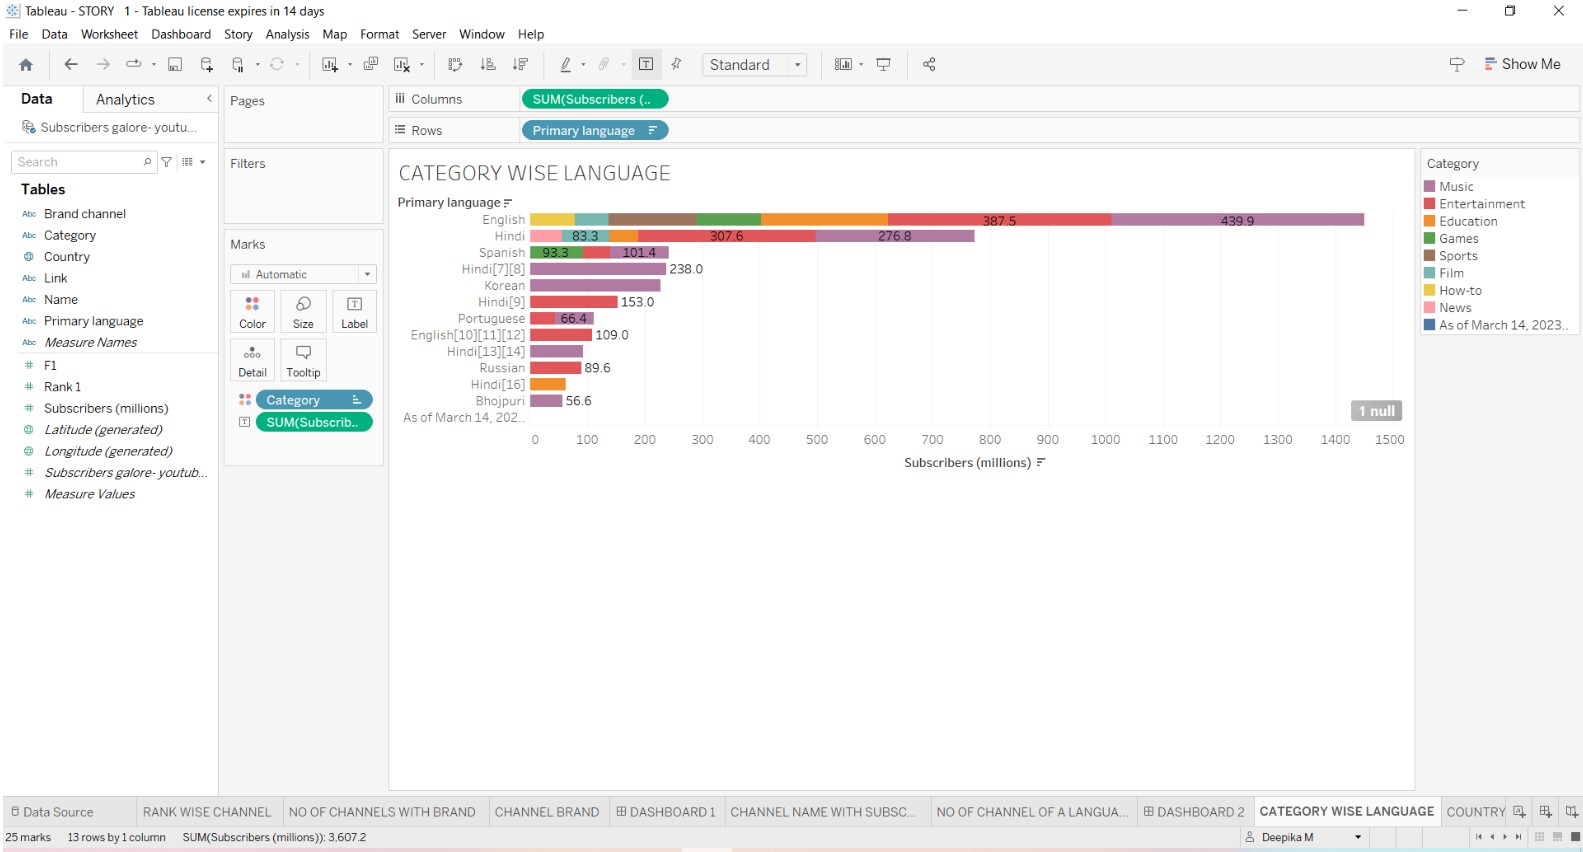 Tableau - STORY 1 - Tableau license expires in 14 days
File Data Worksheet Dashboard Story Analysis Map Format Server Window Help
Standard
Show Me
Data Analytics
Subscribers galore- youtu...
Search
Tables
Abc Brand channel
Abc Category
Country
Abc Link
Abc Name
Abc Primary language
Abc Measure Names
# F1
# Rank 1
# Subscribers (millions)
Latitude (generated)
Longitude (generated)
# Subscribers galore- youtub...
# Measure Values
Pages
Filters
Marks
Automatic
Color Size Label
Detail Tooltip
Category
SUM(Subscrib..
Columns SUM(Subscribers (..
Rows Primary language
CATEGORY WISE LANGUAGE
Primary language
English 387.5 439.9
Hindi 83.3 307.6 276.8
Spanish 93.3 101.4
Hindi[7][8] 238.0
Korean
Hindi[9] 153.0
Portuguese 66.4
English[10][11][12] 109.0
Hindi[13][14]
Russian 89.6
Hindi[16]
Bhojpuri 56.6
As of March 14, 202..
1 null
0 100 200 300 400 500 600 700 800 900 1000 1100 1200 1300 1400 1500
Subscribers (millions)
Category
Music
Entertainment
Education
Games
Sports
Film
How-to
News
As of March 14, 2023..
Data Source RANK WISE CHANNEL NO OF CHANNELS WITH BRAND CHANNEL BRAND DASHBOARD 1 CHANNEL NAME WITH SUBSC... NO OF CHANNEL OF A LANGUA... DASHBOARD 2 CATEGORY WISE LANGUAGE COUNTRY
25 marks 13 rows by 1 column SUM(Subscribers (millions)): 3,607.2 Deepika M